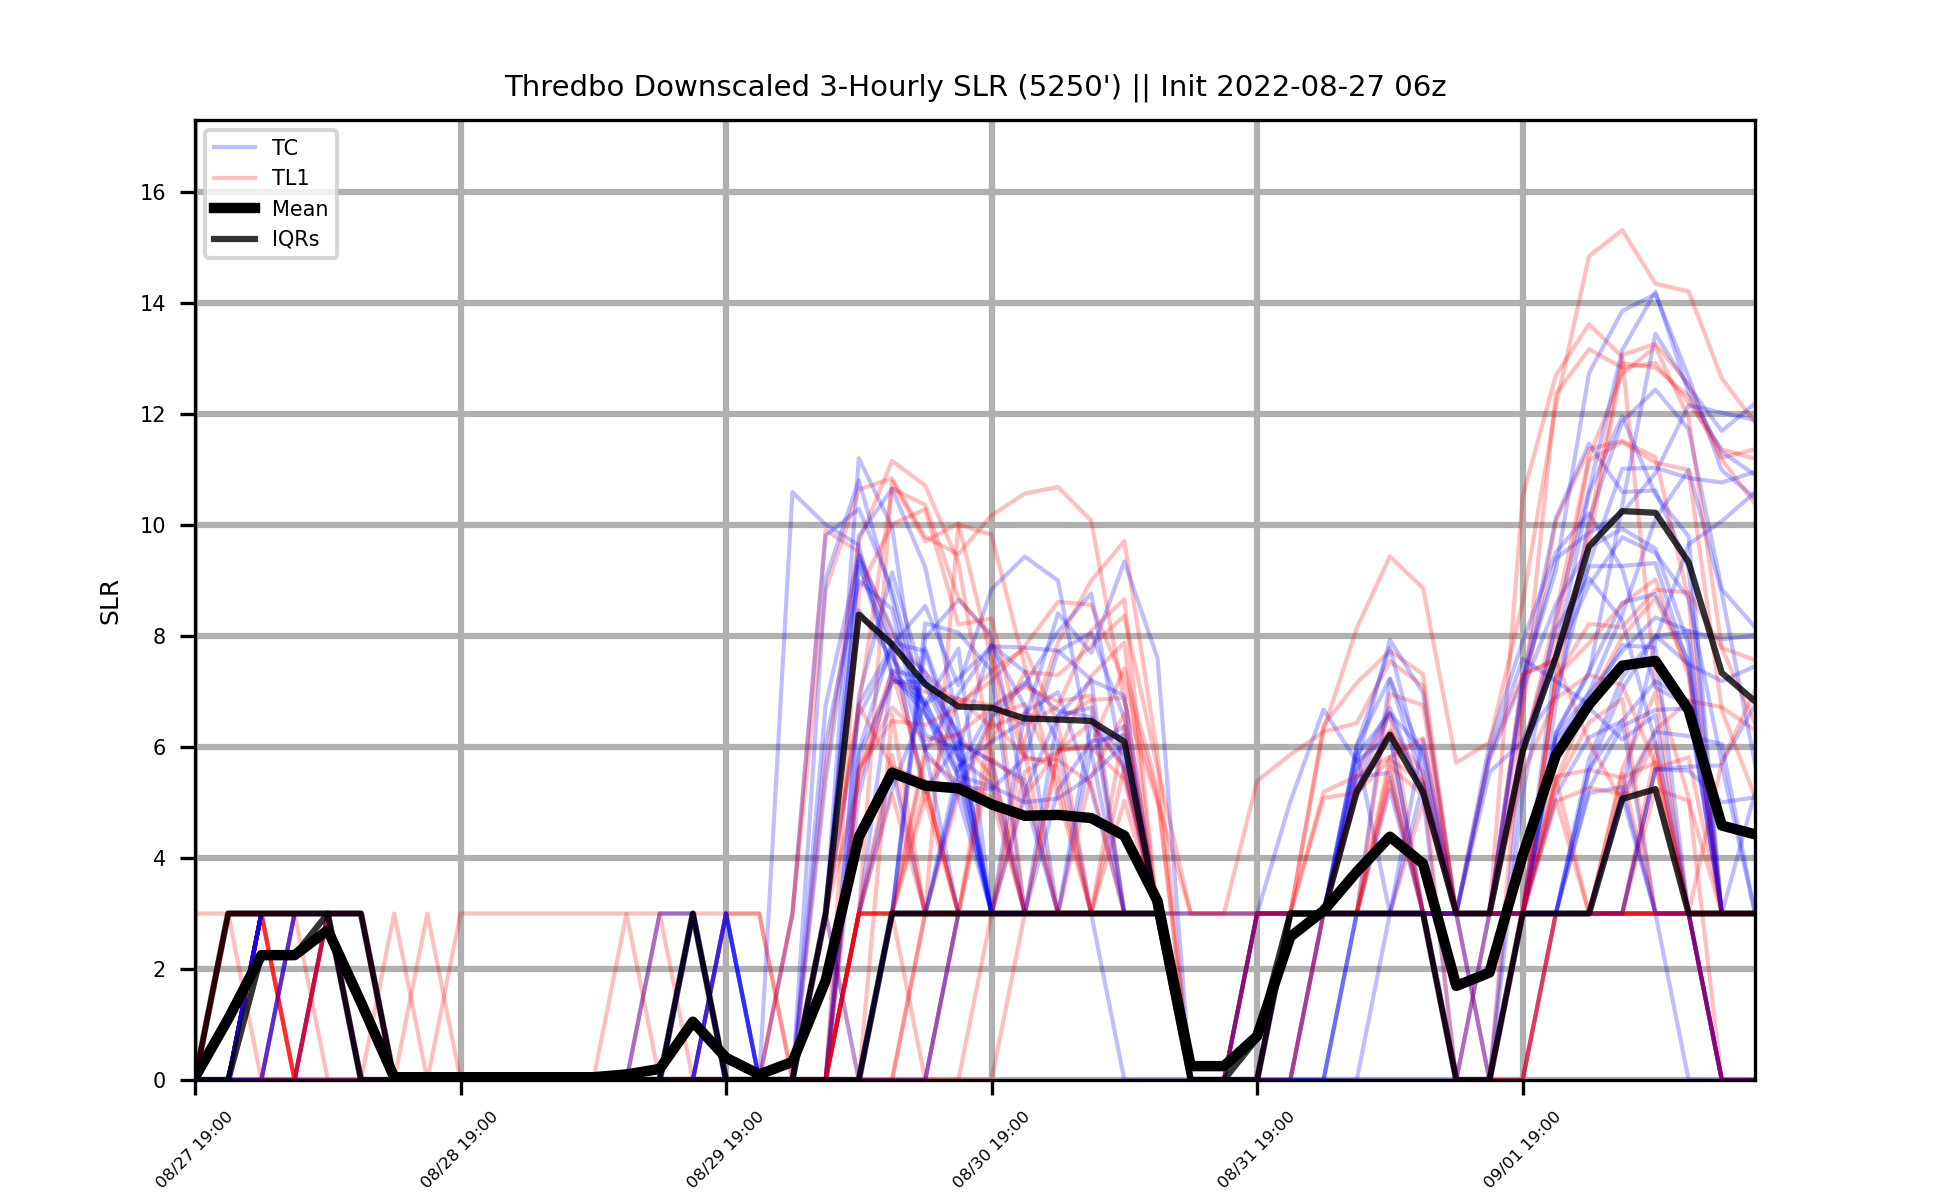 Thredbo Downscaled 3-Hourly SLR (5250') || Init 2022-08-27 06z
TC
TL1
Mean
IQRs
SLR
16
14
12
10
8
6
4
2
0
08/27 19:00
08/28 19:00
08/29 19:00
08/30 19:00
08/31 19:00
09/01 19:00